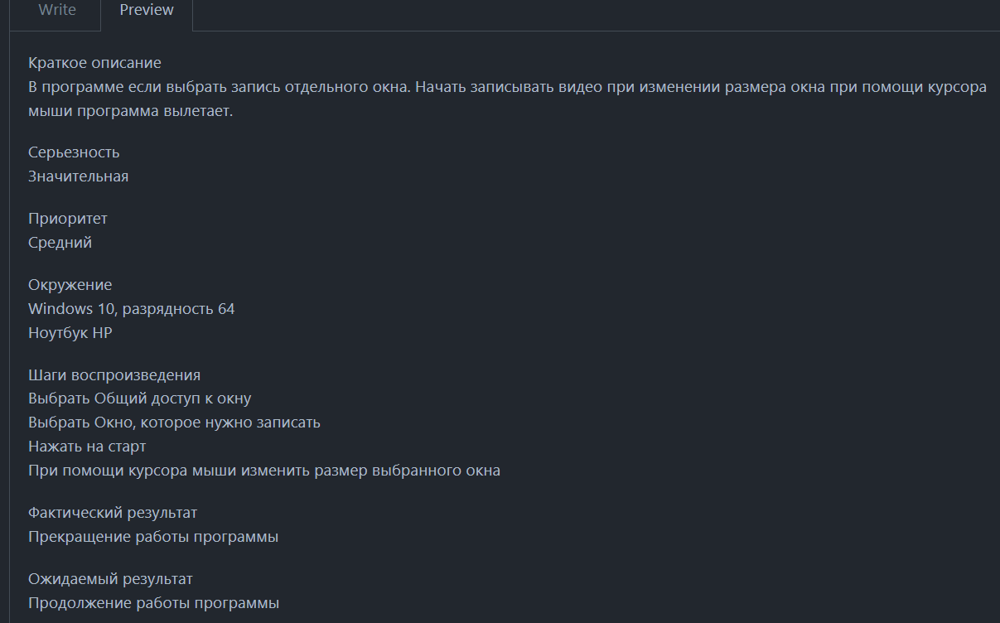 Write
Preview
Краткое описание
В программе если выбрать запись отдельного окна. Начать записывать видео при изменении размера окна при помощи курсора
мыши программа вылетает.
Серьезность
Значительная
Приоритет
Средний
Окружение
Windows 10, разрядность 64
Ноутбук HP
Шаги воспроизведения
Выбрать Общий доступ к окну
Выбрать Окно, которое нужно записать
Нажать на старт
При помощи курсора мыши изменить размер выбранного окна
Фактический результат
Прекращение работы программы
Ожидаемый результат
Продолжение работы программы